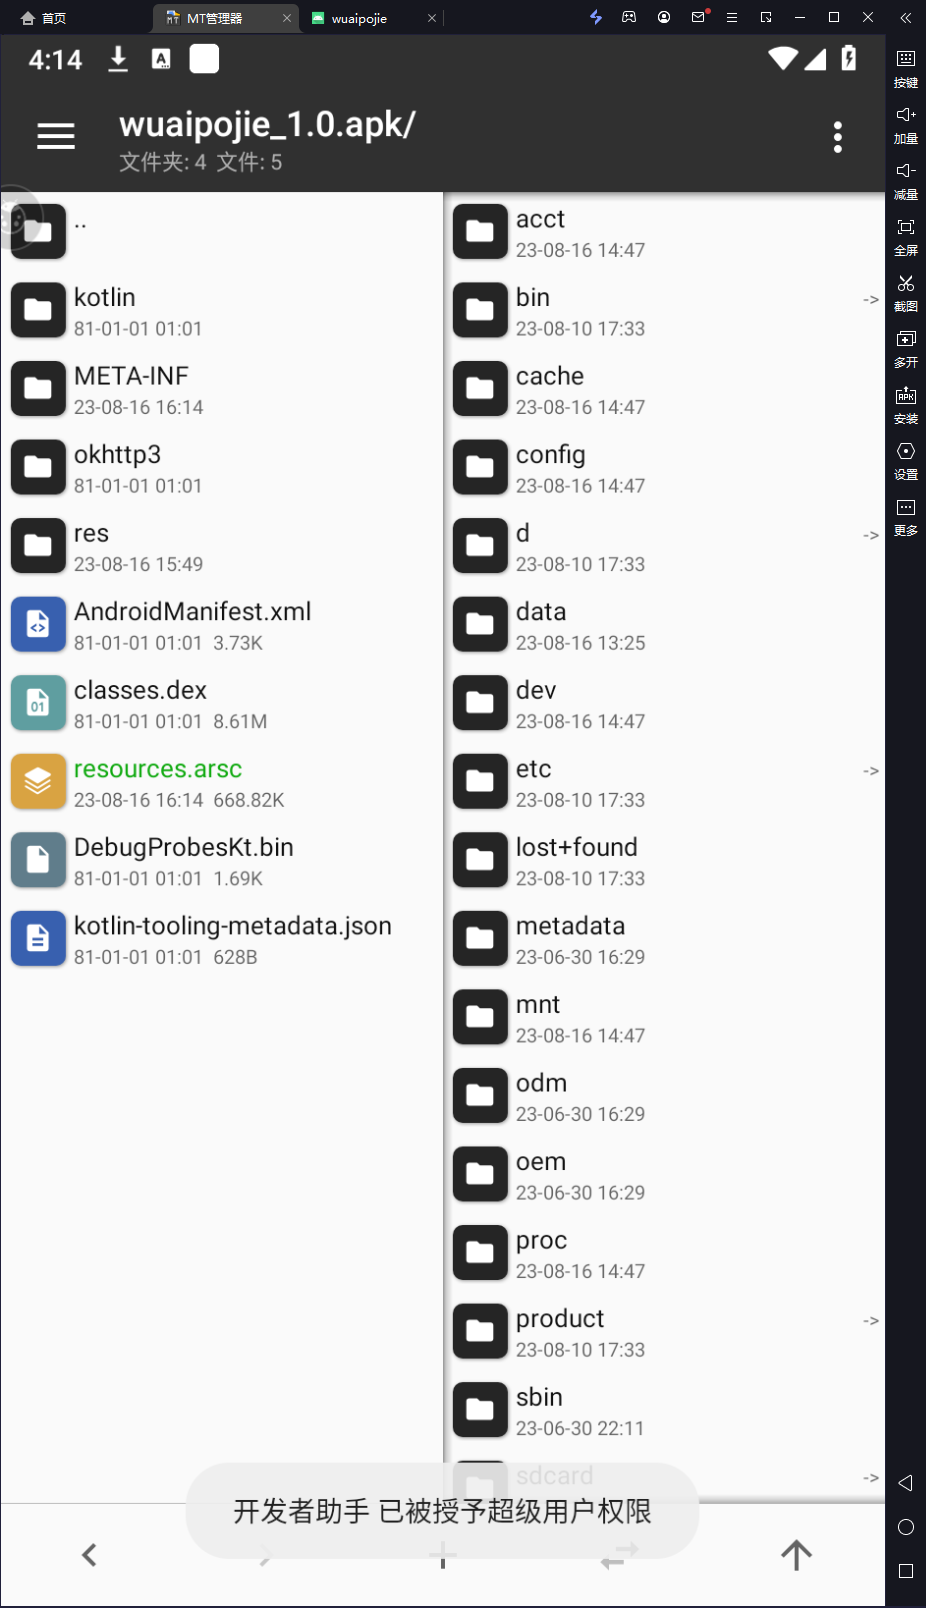 首页
MT管理器
wuaipojie
4:14
A
wuaipojie_1.0.apk/
文件夹: 4 文件: 5
..
kotlin
81-01-01 01:01
META-INF
23-08-16 16:14
okhttp3
81-01-01 01:01
res
23-08-16 15:49
AndroidManifest.xml
81-01-01 01:01 3.73K
01
classes.dex
81-01-01 01:01 8.61M
resources.arsc
23-08-16 16:14 668.82K
DebugProbesKt.bin
81-01-01 01:01 1.69K
kotlin-tooling-metadata.json
81-01-01 01:01 628B
acct
23-08-16 14:47
bin
->
23-08-10 17:33
cache
23-08-16 14:47
config
23-08-16 14:47
d
->
23-08-10 17:33
data
23-08-16 13:25
dev
23-08-16 14:47
etc
->
23-08-10 17:33
lost+found
23-08-10 17:33
metadata
23-06-30 16:29
mnt
23-08-16 14:47
odm
23-06-30 16:29
oem
23-06-30 16:29
proc
23-08-16 14:47
product
->
23-08-10 17:33
sbin
23-06-30 22:11
sdcard
->
开发者助手 已被授予超级用户权限
按键
加量
减量
全屏
截图
多开
APK
安装
设置
更多